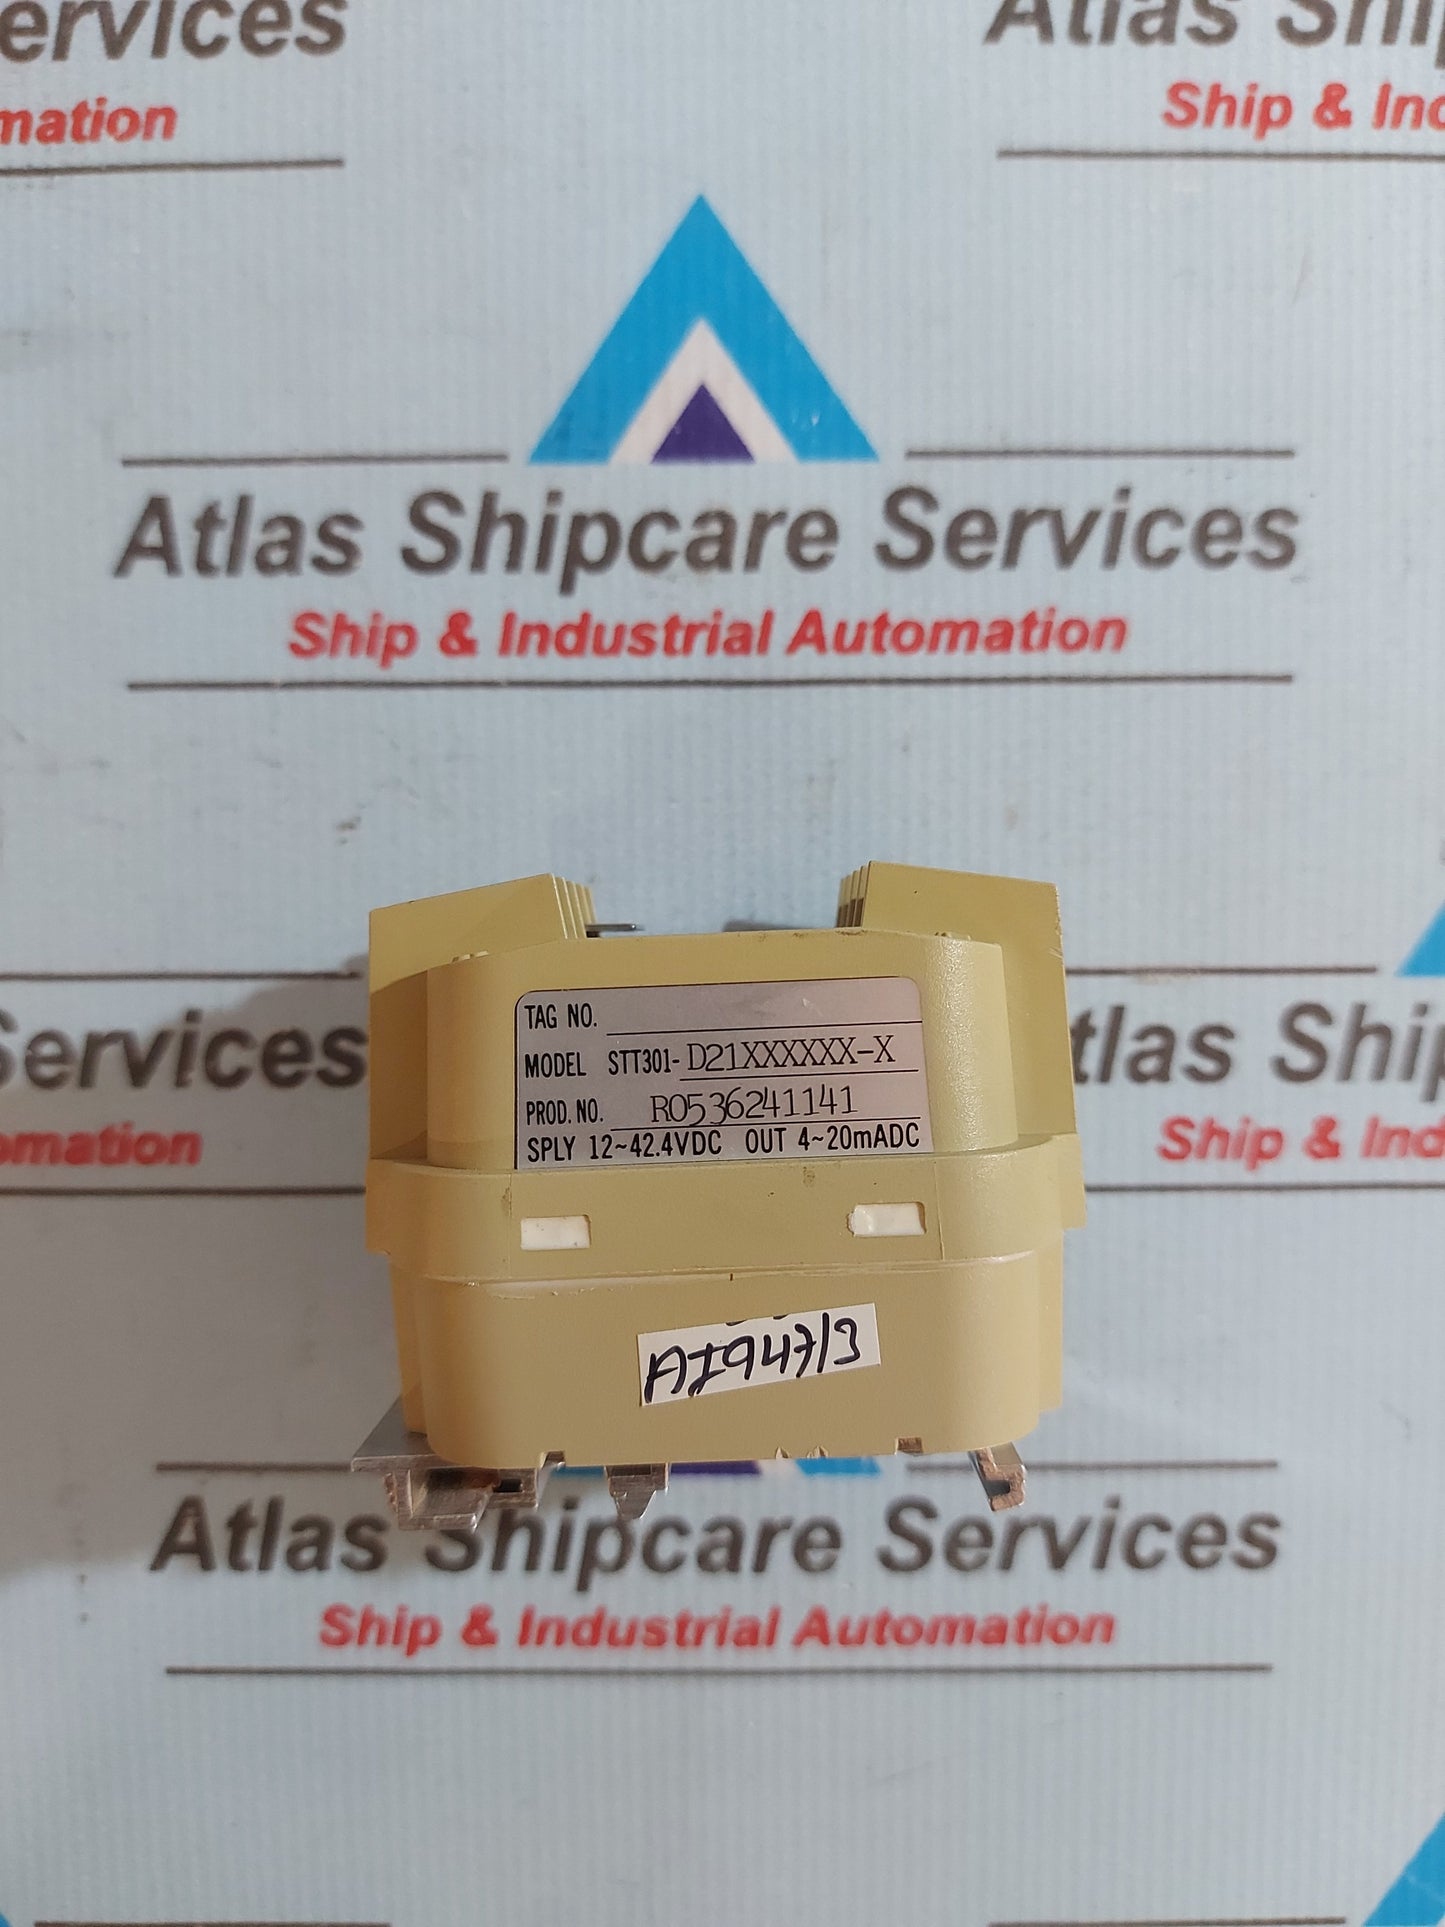 ervices
mation
Atlas Ship
Ship & Ind
Atlas Shipcare Services
Ship & Industrial Automation
TAG NO.
MODEL STT301- D21XXXXXX-X
PROD. NO. R0536241141
SPLY 12~42.4VDC OUT 4~20mADC
Services
omation
tlas Ship
Ship & Ind
AI947/3
Atlas Shipcare Services
Ship & Industrial Automation